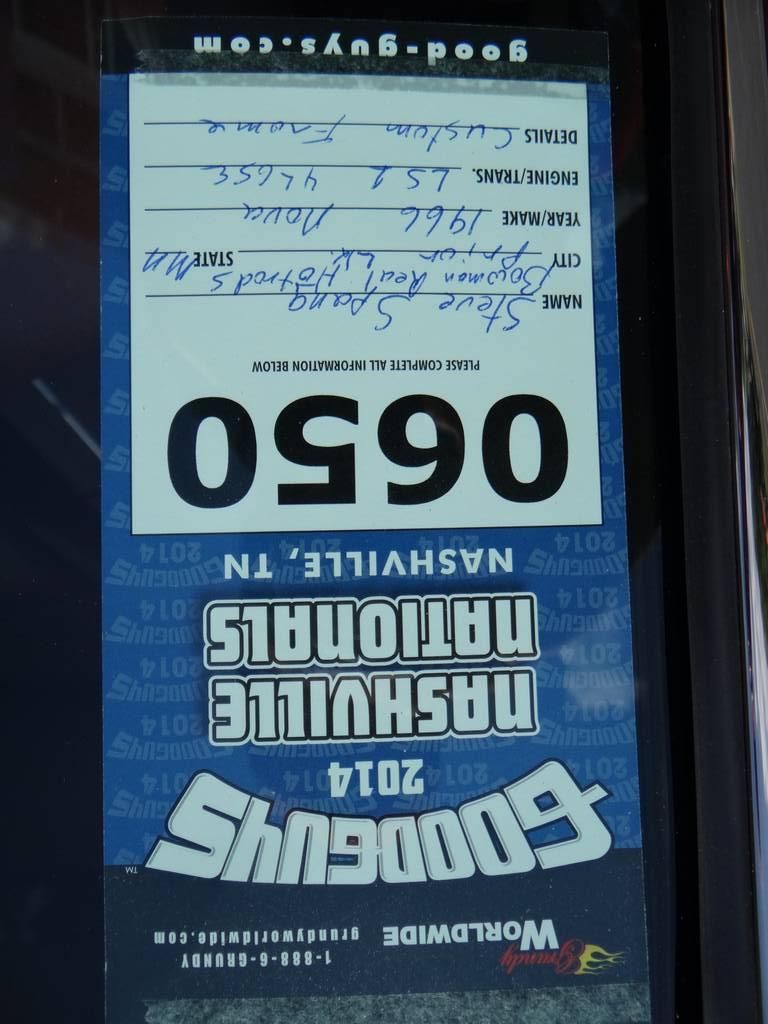 Grundy WORLDWIDE
1-888-6-GRUNDY
grundyworldwide.com
GOODGUYS TM
2014
NASHVILLE
NATIONALS
NASHVILLE, TN
0650
PLEASE COMPLETE ALL INFORMATION BELOW
NAME Steve Spang
Bowman Real Hotrods
CITY Prior Lk. STATE MN
YEAR/MAKE 1966 Nova
ENGINE/TRANS. LS1 4L65E
DETAILS Custom Frame
good-guys.com